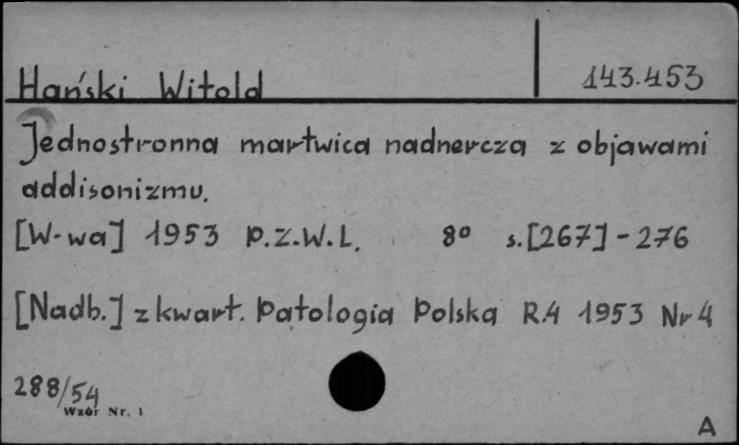 Hański Witold 143.453
Jednostronna martwica nadnercza z objawami
addisonizmu.
[W-wa] 1953 P.Z.W.L. 8° s.[267]-276
[Nadb.] z kwart. Patologia Polska R.4 1953 Nr 4
288/54
Wzór Nr. 1
A